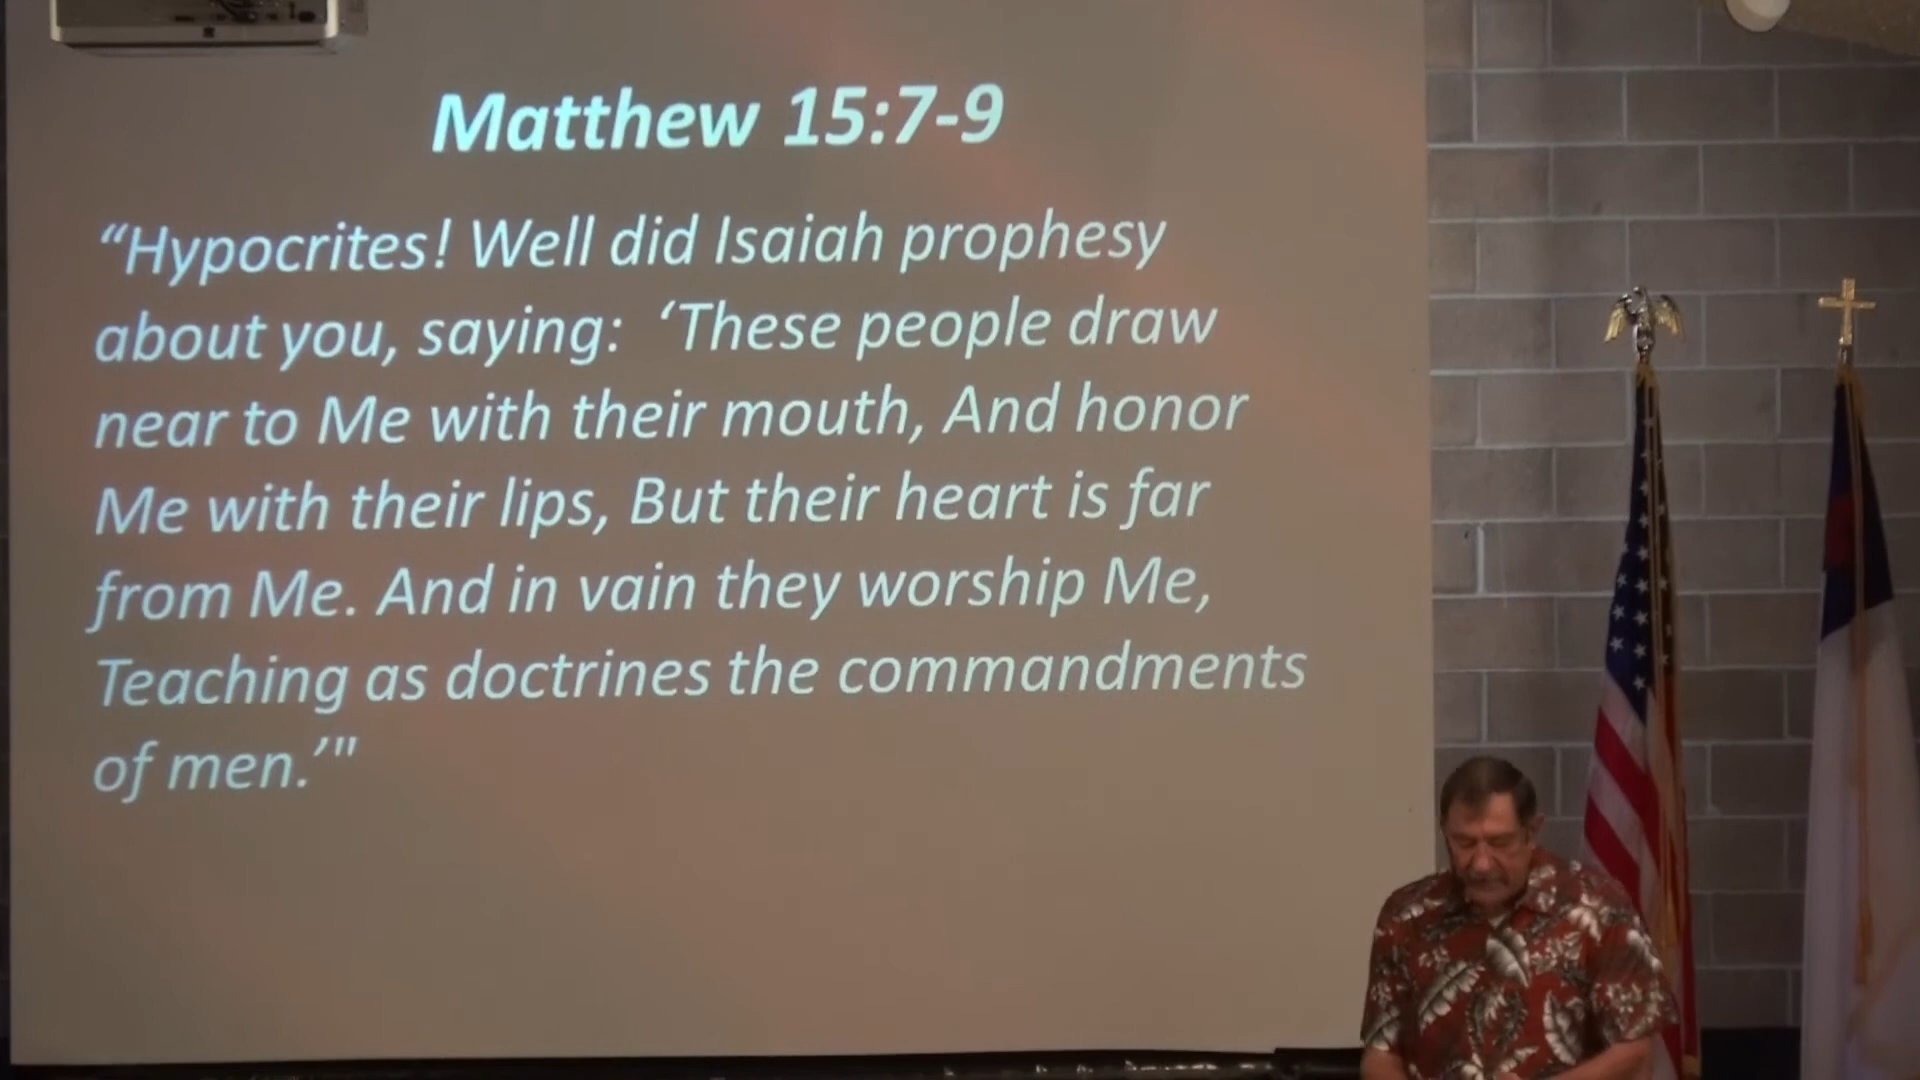 Matthew 15:7-9
“Hypocrites! Well did Isaiah prophesy
about you, saying:  ‘These people draw
near to Me with their mouth, And honor
Me with their lips, But their heart is far
from Me. And in vain they worship Me,
Teaching as doctrines the commandments
of men.’"